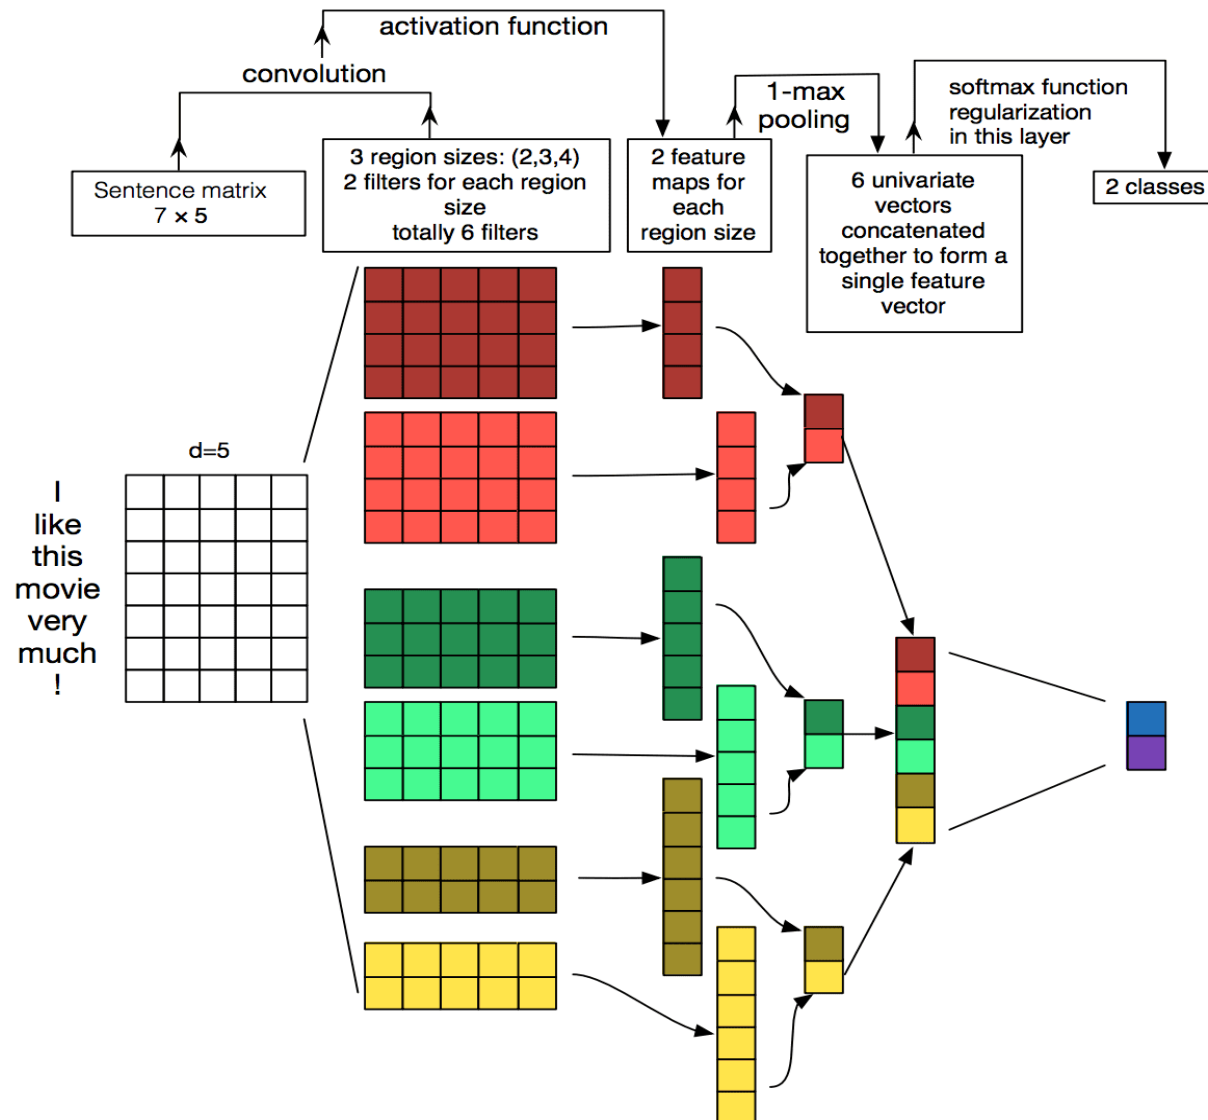 activation function
convolution
1-max
pooling
softmax function
regularization
in this layer
Sentence matrix
7 × 5
3 region sizes: (2,3,4)
2 filters for each region
size
totally 6 filters
2 feature
maps for
each
region size
6 univariate
vectors
concatenated
together to form a
single feature
vector
2 classes
d=5
I
like
this
movie
very
much
!